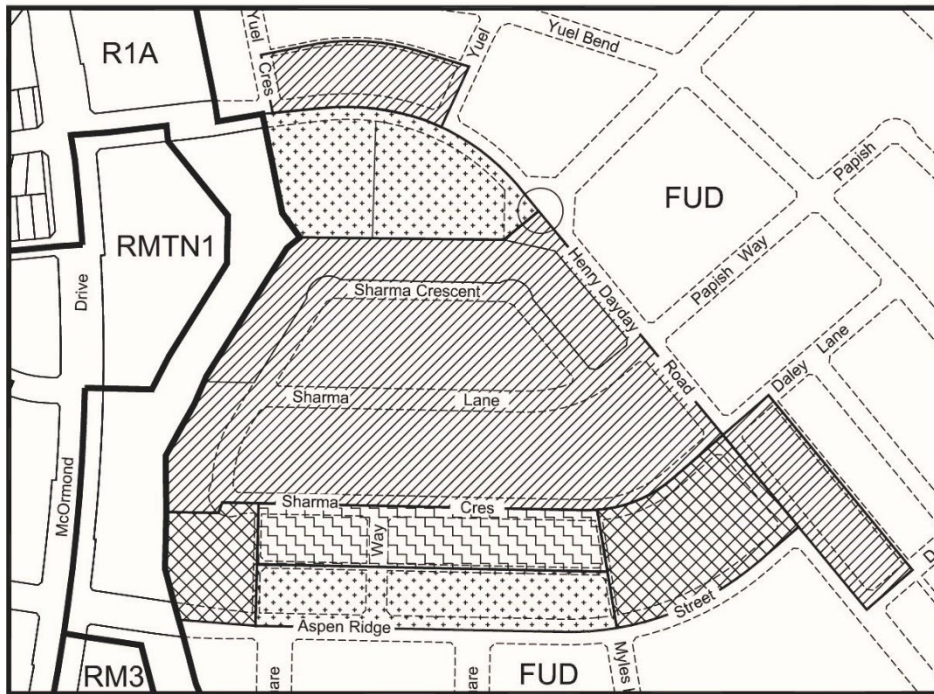 R1A
Yuel
Cres
Yuel
Yuel Bend
Papish
FUD
RMTN1
Drive
Henry Dayday
Papish Way
Sharma Crescent
Road
Daley Lane
Sharma Lane
McOrmond
Sharma Cres
Way
Street
Aspen Ridge
RM3
FUD
Myles